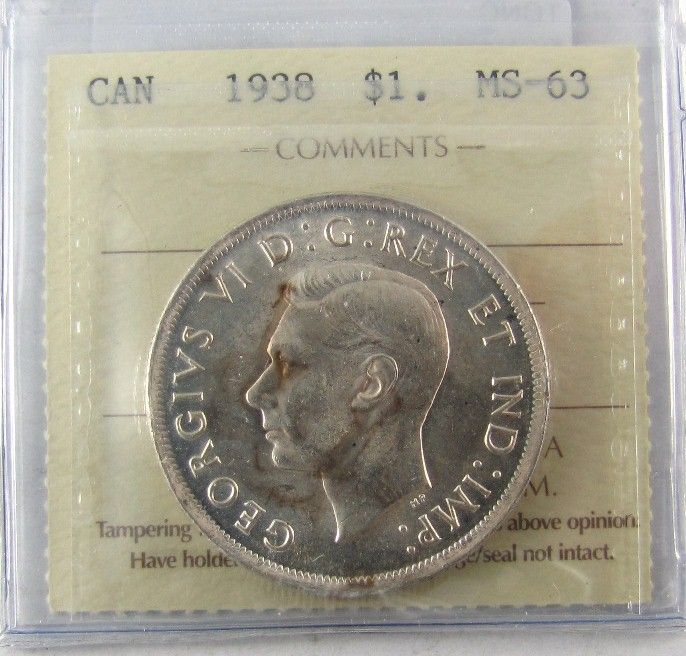 CAN 1938 $1. MS-63
COMMENTS
GEORGIVS VI D:G:REX ET IND:IMP:
HP
A
M.
Tampering above opinion.
Have seal not intact.